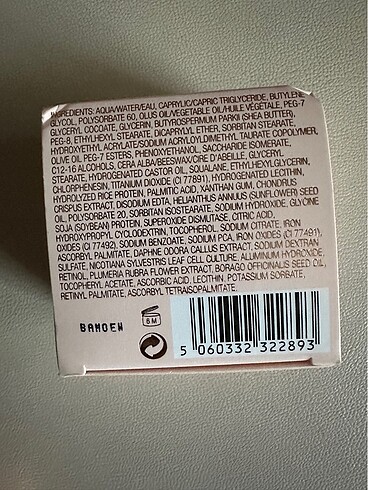 INGREDIENTS: AQUA/WATER/EAU, CAPRYLIC/CAPRIC TRIGLYCERIDE, BUTYLENE
GLYCOL, POLYSORBATE 60, OLUS OIL/VEGETABLE OIL/HUILE VÉGÉTALE, PEG-7
GLYCERYL COCOATE, GLYCERIN, BUTYROSPERMUM PARKII (SHEA BUTTER),
PEG-8, ETHYLHEXYL STEARATE, DICAPRYLYL ETHER, SORBITAN STEARATE,
HYDROXYETHYL ACRYLATE/SODIUM ACRYLOYLDIMETHYL TAURATE COPOLYMER,
OLIVE OIL PEG-7 ESTERS, PHENOXYETHANOL, SACCHARIDE ISOMERATE,
C12-16 ALCOHOLS, CERA ALBA/BEESWAX/CIRE D'ABEILLE, GLYCERYL
STEARATE, HYDROGENATED CASTOR OIL, SQUALANE, ETHYLHEXYLGLYCERIN,
CHLORPHENESIN, TITANIUM DIOXIDE (CI 77891), HYDROGENATED LECITHIN,
HYDROLYZED RICE PROTEIN, PALMITIC ACID, XANTHAN GUM, CHONDRUS
CRISPUS EXTRACT, DISODIUM EDTA, HELIANTHUS ANNUUS (SUNFLOWER) SEED
OIL, POLYSORBATE 20, SORBITAN ISOSTEARATE, SODIUM HYDROXIDE, GLYCINE
SOJA (SOYBEAN) PROTEIN, SUPEROXIDE DISMUTASE, CITRIC ACID,
HYDROXYPROPYL CYCLODEXTRIN, TOCOPHEROL, SODIUM CITRATE, IRON
OXIDES (CI 77492), SODIUM BENZOATE, SODIUM PCA, IRON OXIDES (CI 77491),
ASCORBYL PALMITATE, DAPHNE ODORA CALLUS EXTRACT, SODIUM DEXTRAN
SULFATE, NICOTIANA SYLVESTRIS LEAF CELL CULTURE, ALUMINUM HYDROXIDE,
RETINOL, PLUMERIA RUBRA FLOWER EXTRACT, BORAGO OFFICINALIS SEED OIL,
TOCOPHERYL ACETATE, ASCORBIC ACID, LECITHIN, POTASSIUM SORBATE,
RETINYL PALMITATE, ASCORBYL TETRAISOPALMITATE.
6M
5 060332 322893